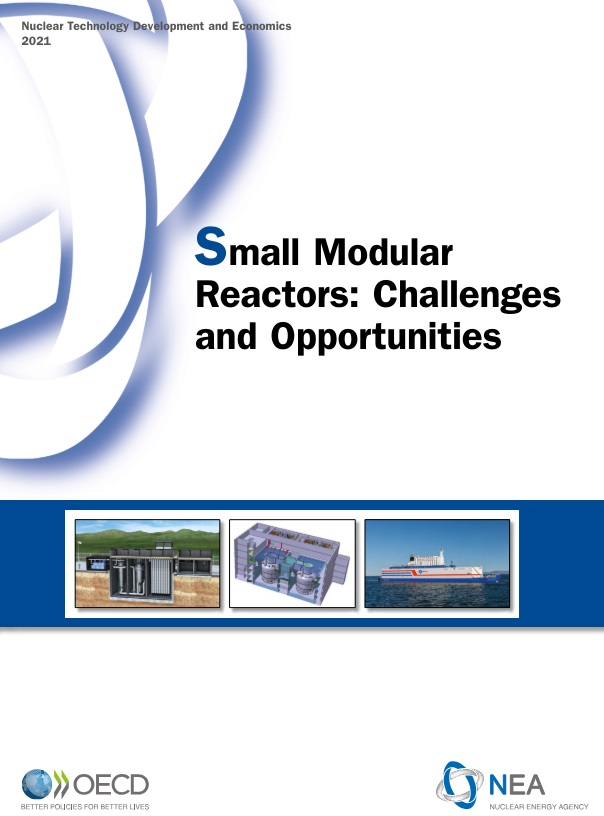 Nuclear Technology Development and Economics
2021
Small Modular
Reactors: Challenges
and Opportunities
OECD
BETTER POLICIES FOR BETTER LIVES
NEA
NUCLEAR ENERGY AGENCY